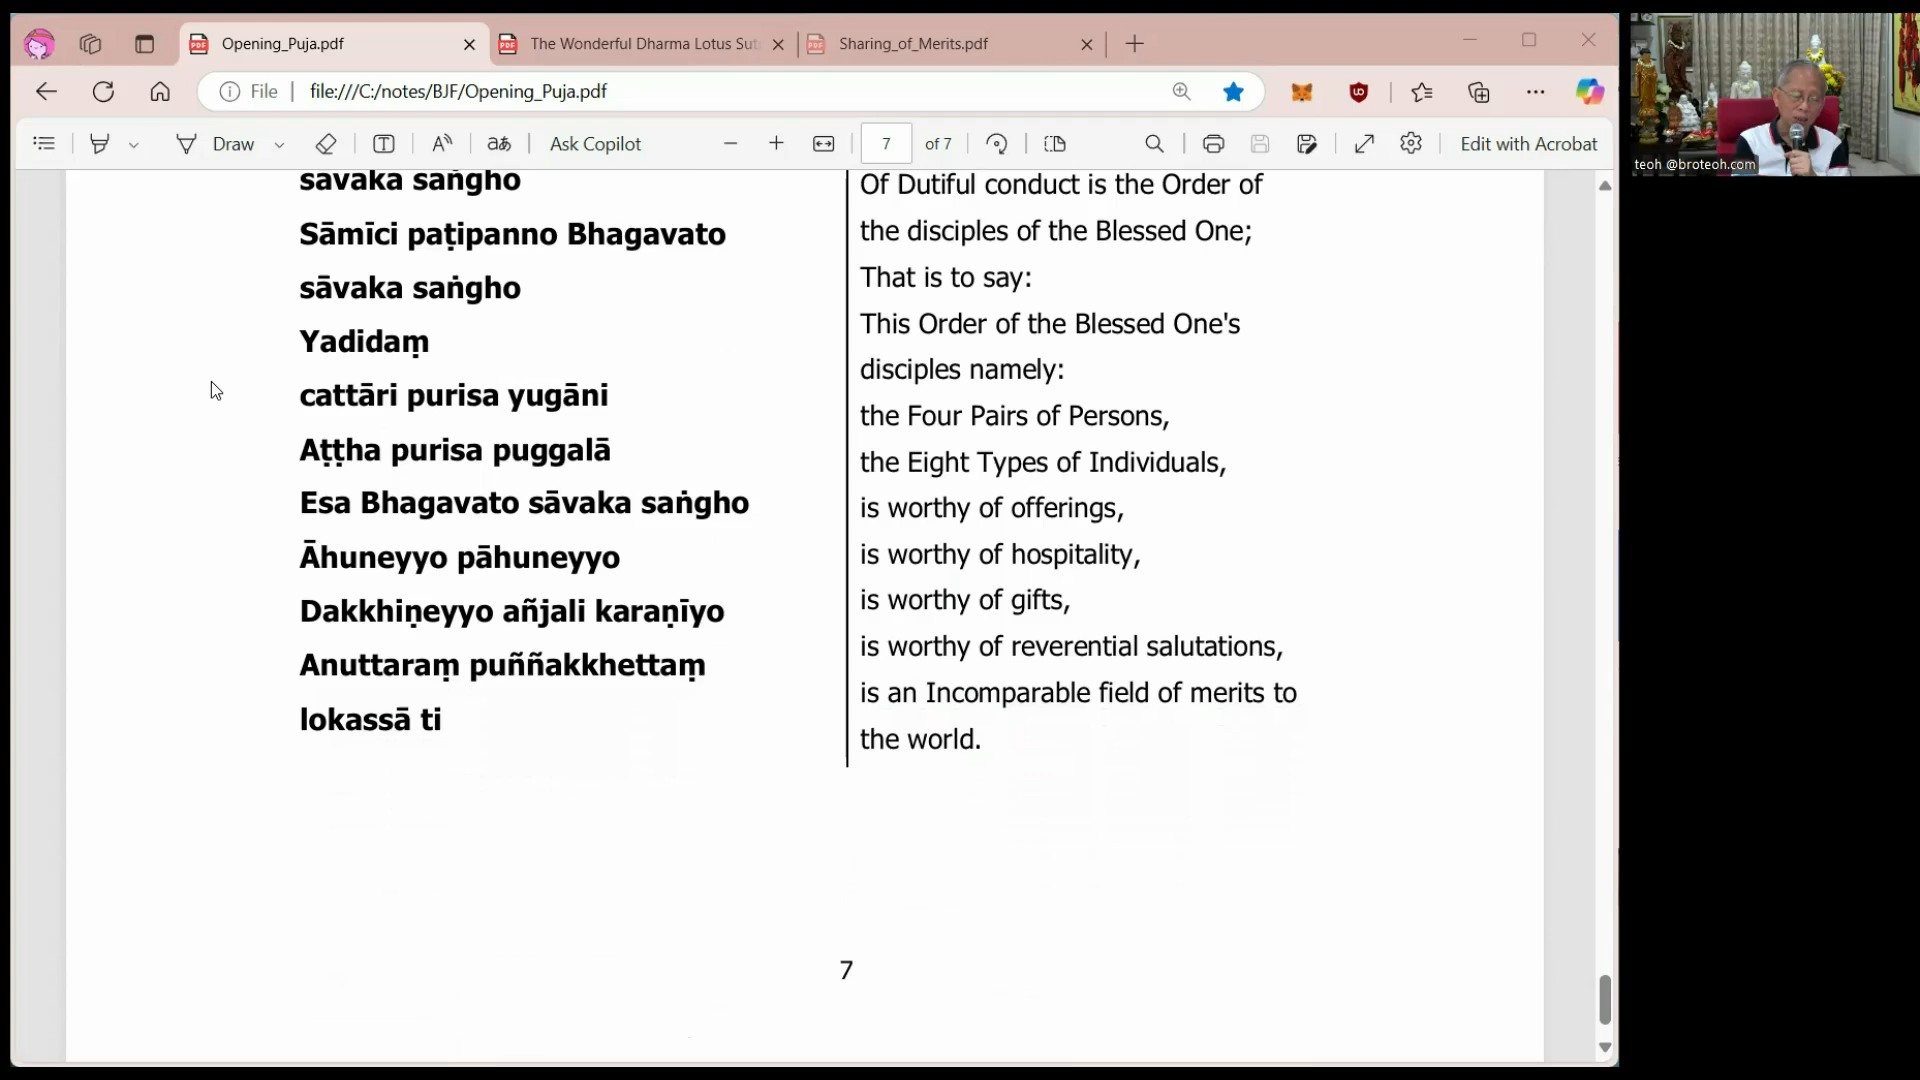 Opening_Puja.pdf
The Wonderful Dharma Lotus Sut
Sharing_of_Merits.pdf
File
file:///C:/notes/BJF/Opening_Puja.pdf
Draw
Ask Copilot
7 of 7
Edit with Acrobat
teoh @broteoh.com
sāvaka saṅgho
Sāmīci paṭipanno Bhagavato
sāvaka saṅgho
Yadidaṃ
cattāri purisa yugāni
Aṭṭha purisa puggalā
Esa Bhagavato sāvaka saṅgho
Āhuneyyo pāhuneyyo
Dakkhiṇeyyo añjali karaṇīyo
Anuttaraṃ puññakkhettaṃ
lokassā ti
Of Dutiful conduct is the Order of
the disciples of the Blessed One;
That is to say:
This Order of the Blessed One's
disciples namely:
the Four Pairs of Persons,
the Eight Types of Individuals,
is worthy of offerings,
is worthy of hospitality,
is worthy of gifts,
is worthy of reverential salutations,
is an Incomparable field of merits to
the world.
7